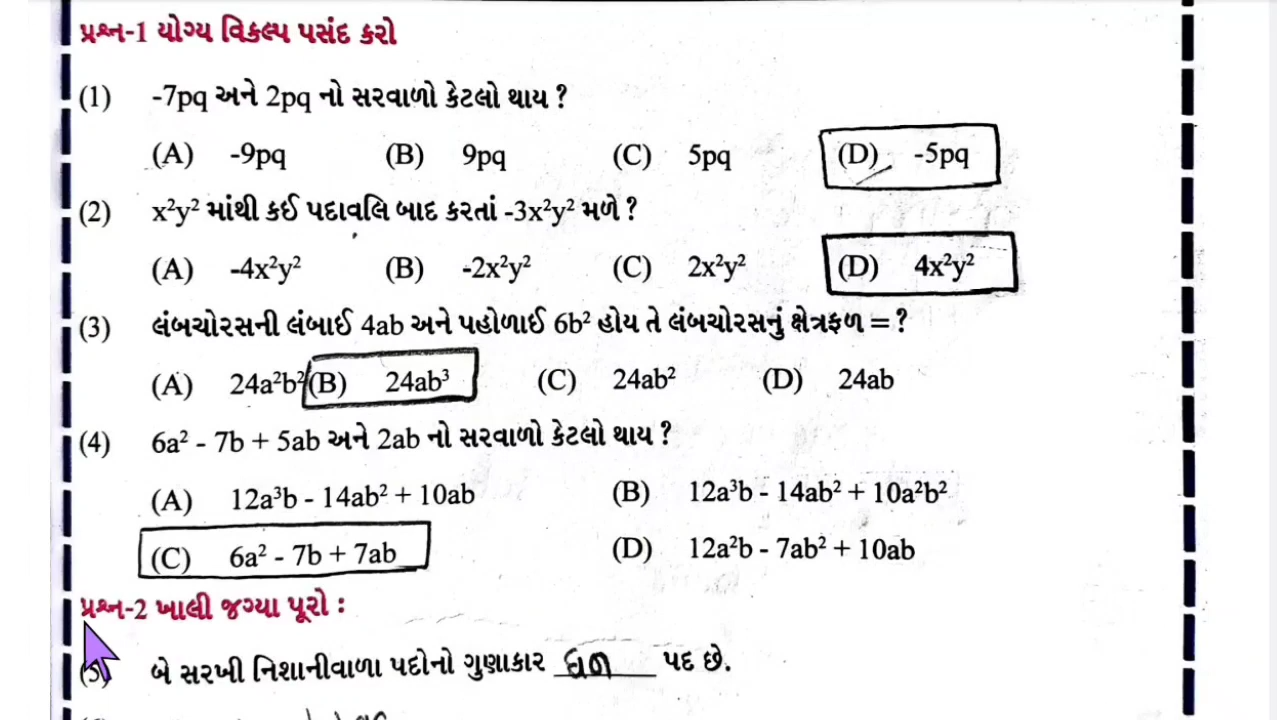 પ્રશ્ન-1 યોગ્ય વિકલ્પ પસંદ કરો
(1) -7pq અને 2pq નો સરવાળો કેટલો થાય ?
(A) -9pq (B) 9pq (C) 5pq (D) -5pq
(2) x²y² માંથી કઈ પદાવલિ બાદ કરતાં -3x²y² મળે ?
(A) -4x²y² (B) -2x²y² (C) 2x²y² (D) 4x²y²
(3) લંબચોરસની લંબાઈ 4ab અને પહોળાઈ 6b² હોય તે લંબચોરસનું ક્ષેત્રફળ = ?
(A) 24a²b² (B) 24ab³ (C) 24ab² (D) 24ab
(4) 6a² - 7b + 5ab અને 2ab નો સરવાળો કેટલો થાય ?
(A) 12a³b - 14ab² + 10ab (B) 12a³b - 14ab² + 10a²b²
(C) 6a² - 7b + 7ab (D) 12a²b - 7ab² + 10ab
પ્રશ્ન-2 ખાલી જગ્યા પૂરો :
(5) બે સરખી નિશાનીવાળા પદોનો ગુણાકાર ધન પદ છે.